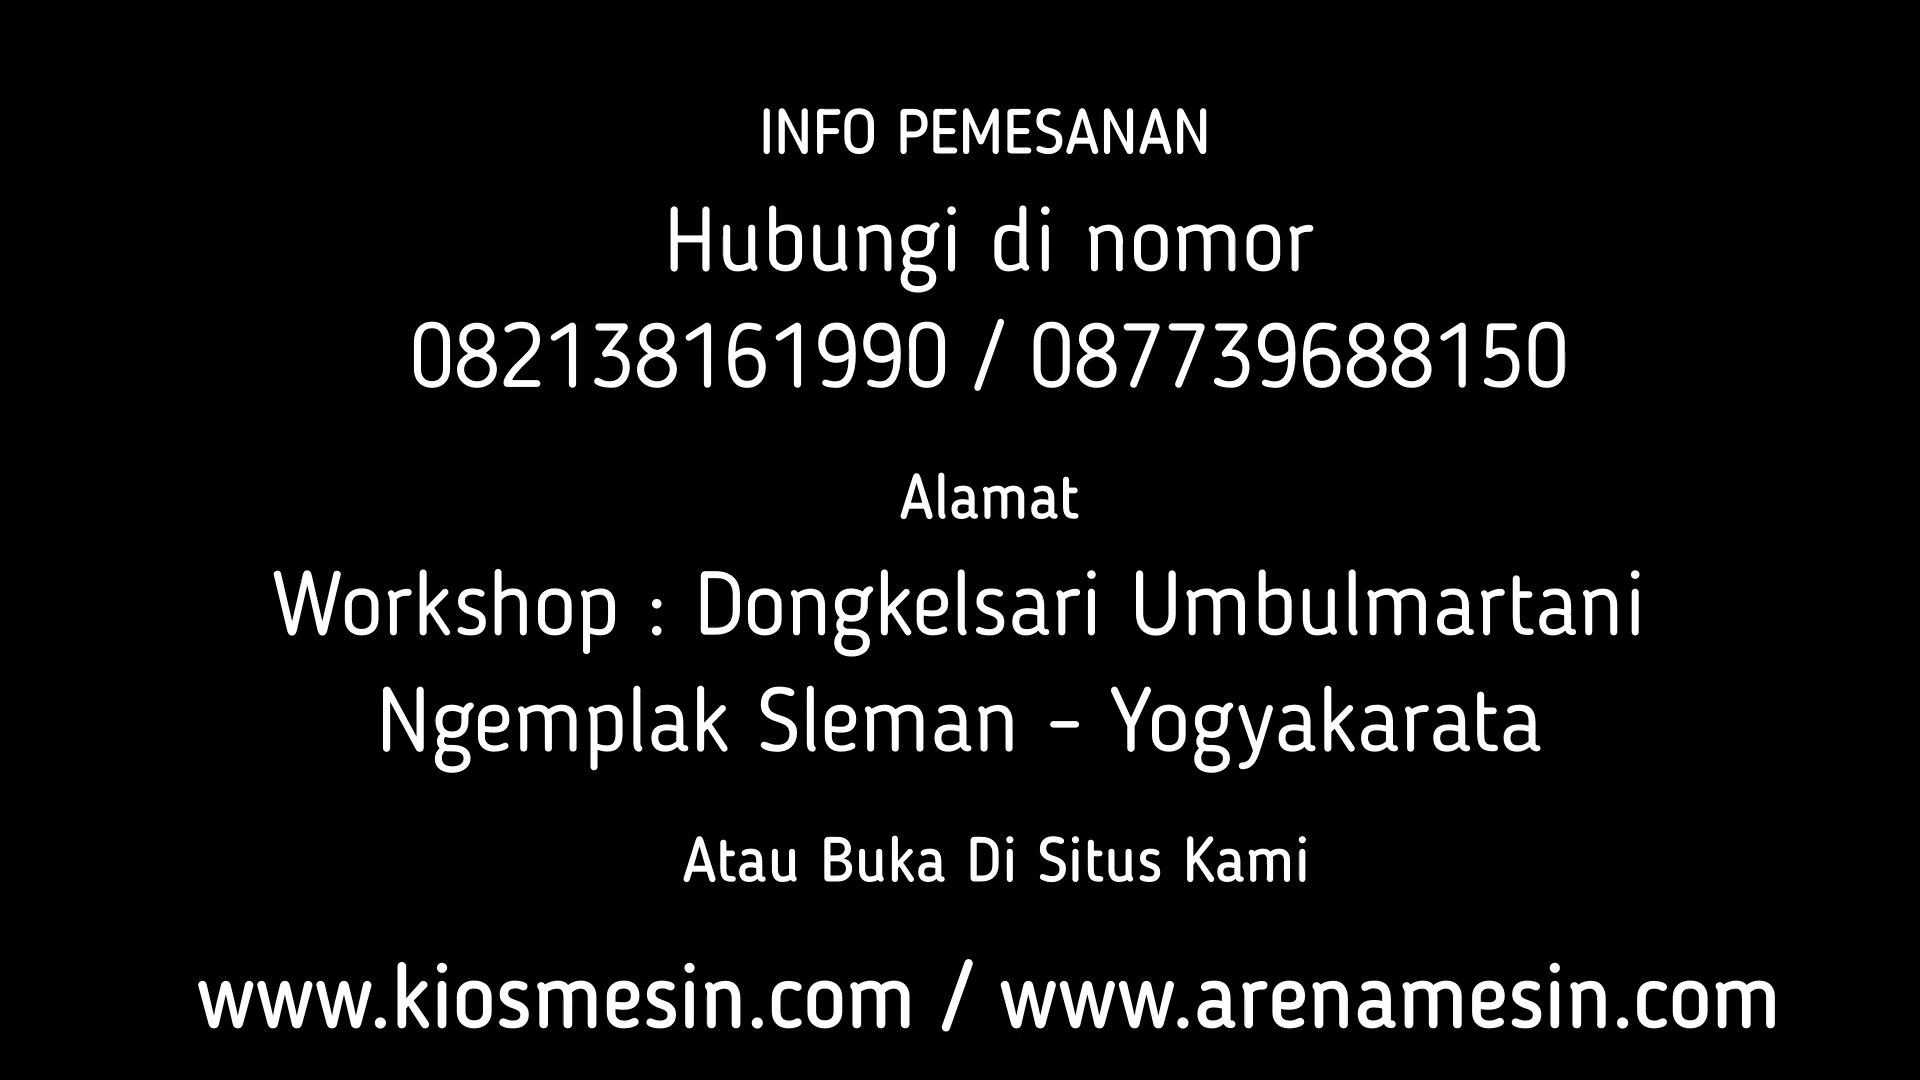 INFO PEMESANAN
Hubungi di nomor
082138161990 / 087739688150
Alamat
Workshop : Dongkelsari Umbulmartani
Ngemplak Sleman - Yogyakarata
Atau Buka Di Situs Kami
www.kiosmesin.com / www.arenamesin.com